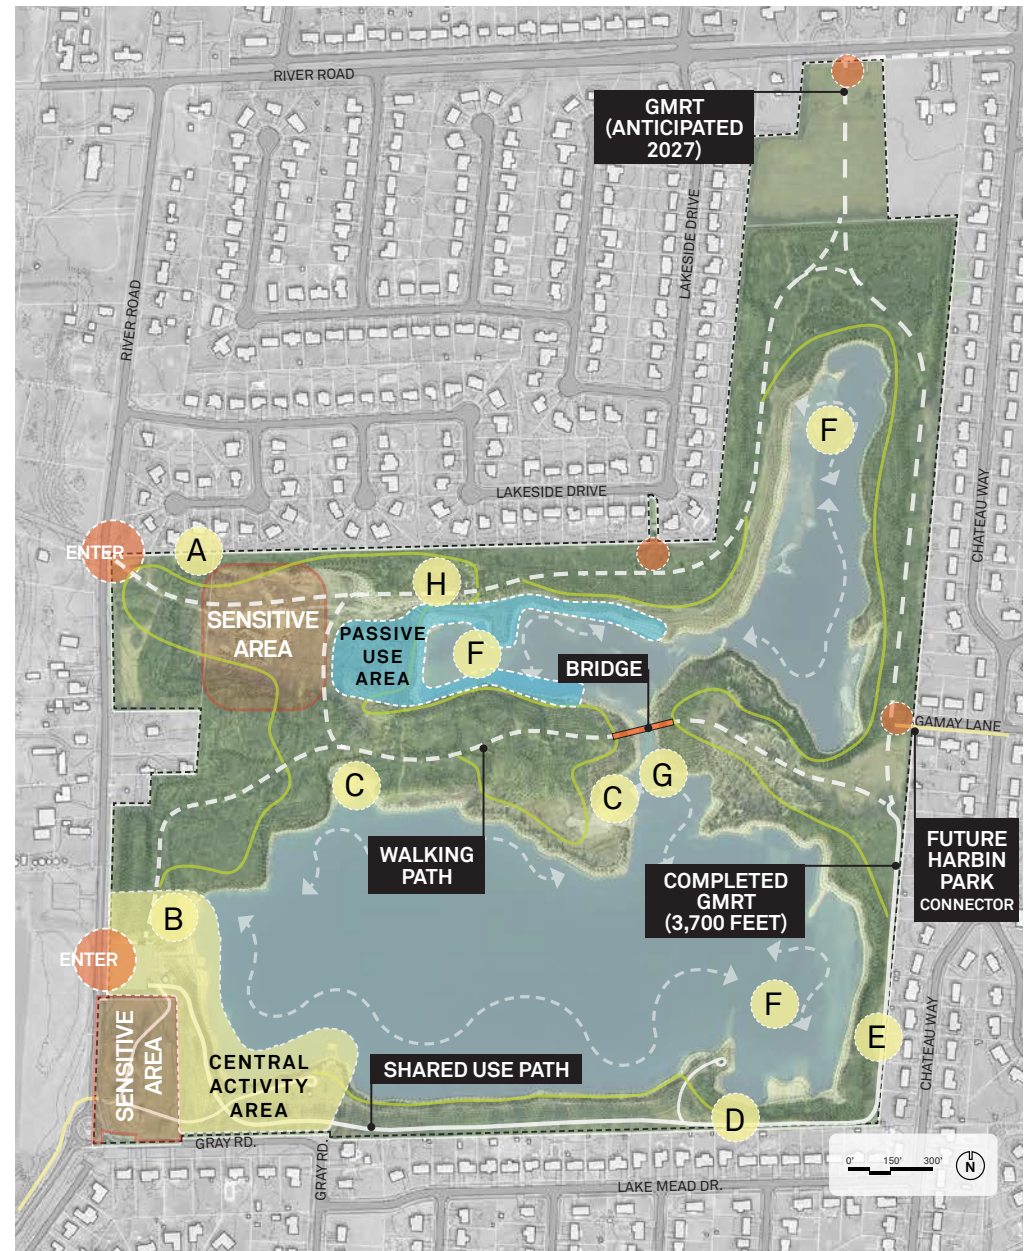 RIVER ROAD
GMRT
(ANTICIPATED
2027)
LAKESIDE DRIVE
RIVER ROAD
F
CHATEAU WAY
LAKESIDE DRIVE
ENTER
A
H
SENSITIVE
AREA
PASSIVE
USE
AREA
F
BRIDGE
GAMAY LANE
C
C
G
WALKING
PATH
COMPLETED
GMRT
(3,700 FEET)
FUTURE
HARBIN
PARK
CONNECTOR
B
ENTER
F
E
SENSITIVE
AREA
CENTRAL
ACTIVITY
AREA
SHARED USE PATH
CHATEAU WAY
D
GRAY RD.
GRAY RD.
LAKE MEAD DR.
0'
150'
300'
N